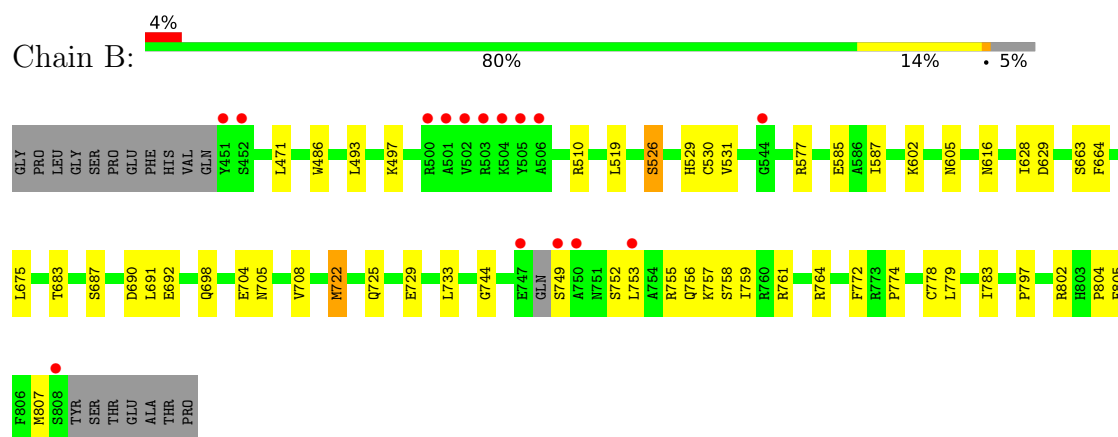 4%
Chain B:
80% 14% • 5%
GLY PRO LEU GLY SER PRO GLU PHE HIS VAL GLN Y451 S452 L471 W486 L493 K497 R500 A501 V502 R503 K504 Y505 A506 R510 L519 S526 H529 C530 V531 G544 R577 E585 A586 I587 K602 N605 N616 I628 D629 S663 F664
L675 T683 S687 D690 L691 E692 Q698 E704 N705 V708 M722 Q725 E729 L733 G744 E747 GLN S749 A750 N751 S752 L753 A754 R755 Q756 K757 S758 I759 R760 R761 R764 F772 R773 P774 C778 L779 I783 P797 R802 H803 P804
F806 M807 S808 TYR SER THR GLU ALA THR PRO